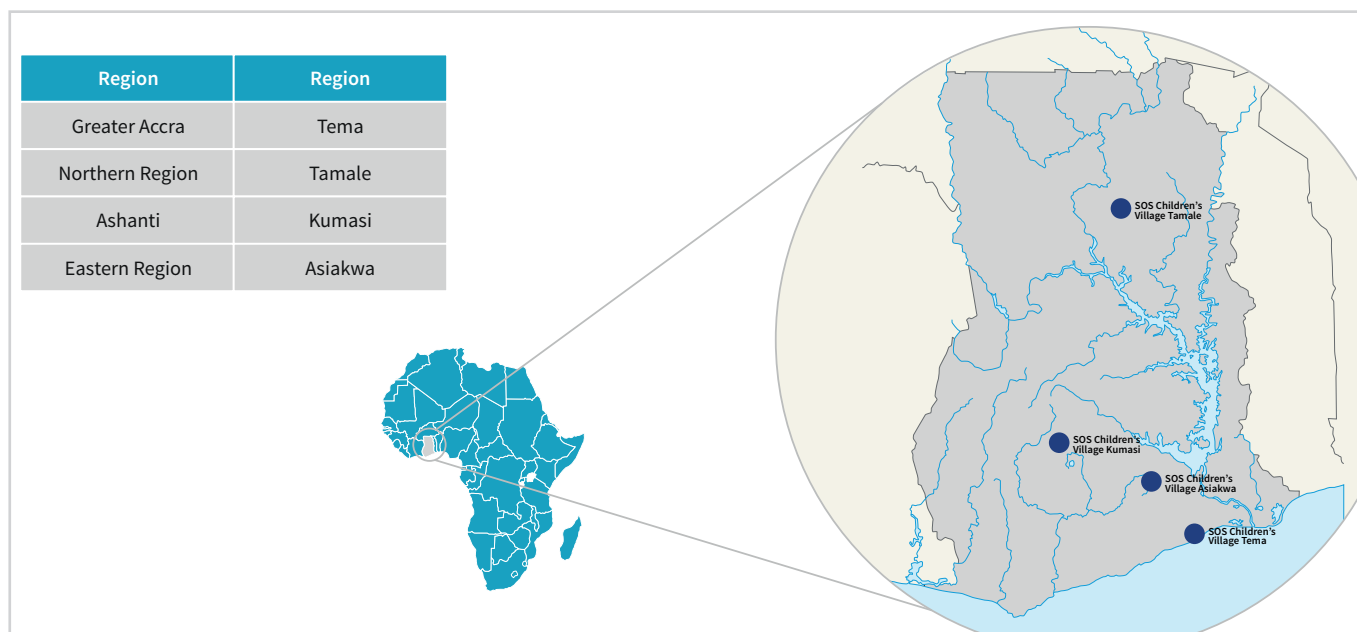 Region Region
Greater Accra Tema
Northern Region Tamale
Ashanti Kumasi
Eastern Region Asiakwa
SOS Children's
Village Tamale
SOS Children's
Village Kumasi
SOS Children's
Village Asiakwa
SOS Children's
Village Tema